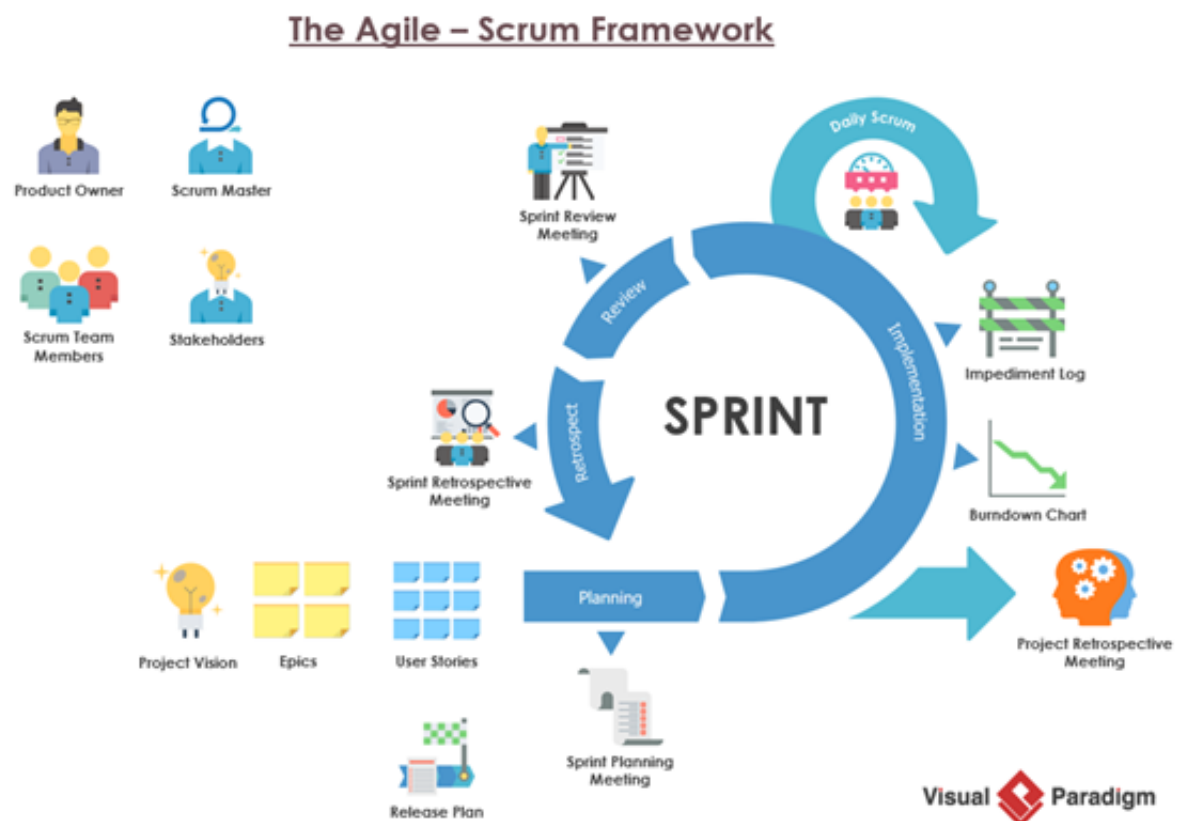 The Agile – Scrum Framework
Product Owner
Scrum Master
Scrum Team
Members
Stakeholders
Sprint Review
Meeting
Daily Scrum
Review
Implementation
Impediment Log
SPRINT
Retrospect
Sprint Retrospective
Meeting
Burndown Chart
Project Vision
Epics
User Stories
Planning
Project Retrospective
Meeting
Sprint Planning
Meeting
Release Plan
Visual Paradigm